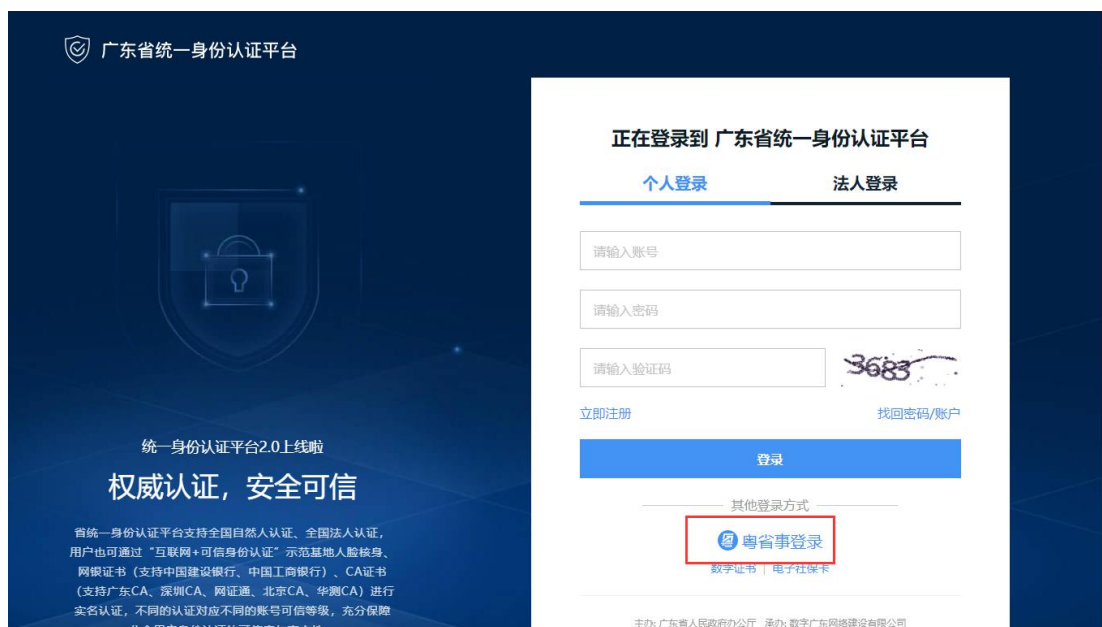 广东省统一身份认证平台
正在登录到 广东省统一身份认证平台
个人登录 法人登录
请输入账号
请输入密码
请输入验证码 3683
立即注册 找回密码/账户
登录
其他登录方式
粤省事登录
数字证书 | 电子社保卡
主办: 广东省人民政府办公厅 承办: 数字广东网络建设有限公司
统一身份认证平台2.0上线啦
权威认证，安全可信
省统一身份认证平台支持全国自然人认证、全国法人认证，
用户也可通过“互联网+可信身份认证”示范基地人脸核身、
网银证书（支持中国建设银行、中国工商银行）、CA证书
（支持广东CA、深圳CA、网证通、北京CA、华测CA）进行
实名认证，不同的认证对应不同的账号可信等级，充分保障